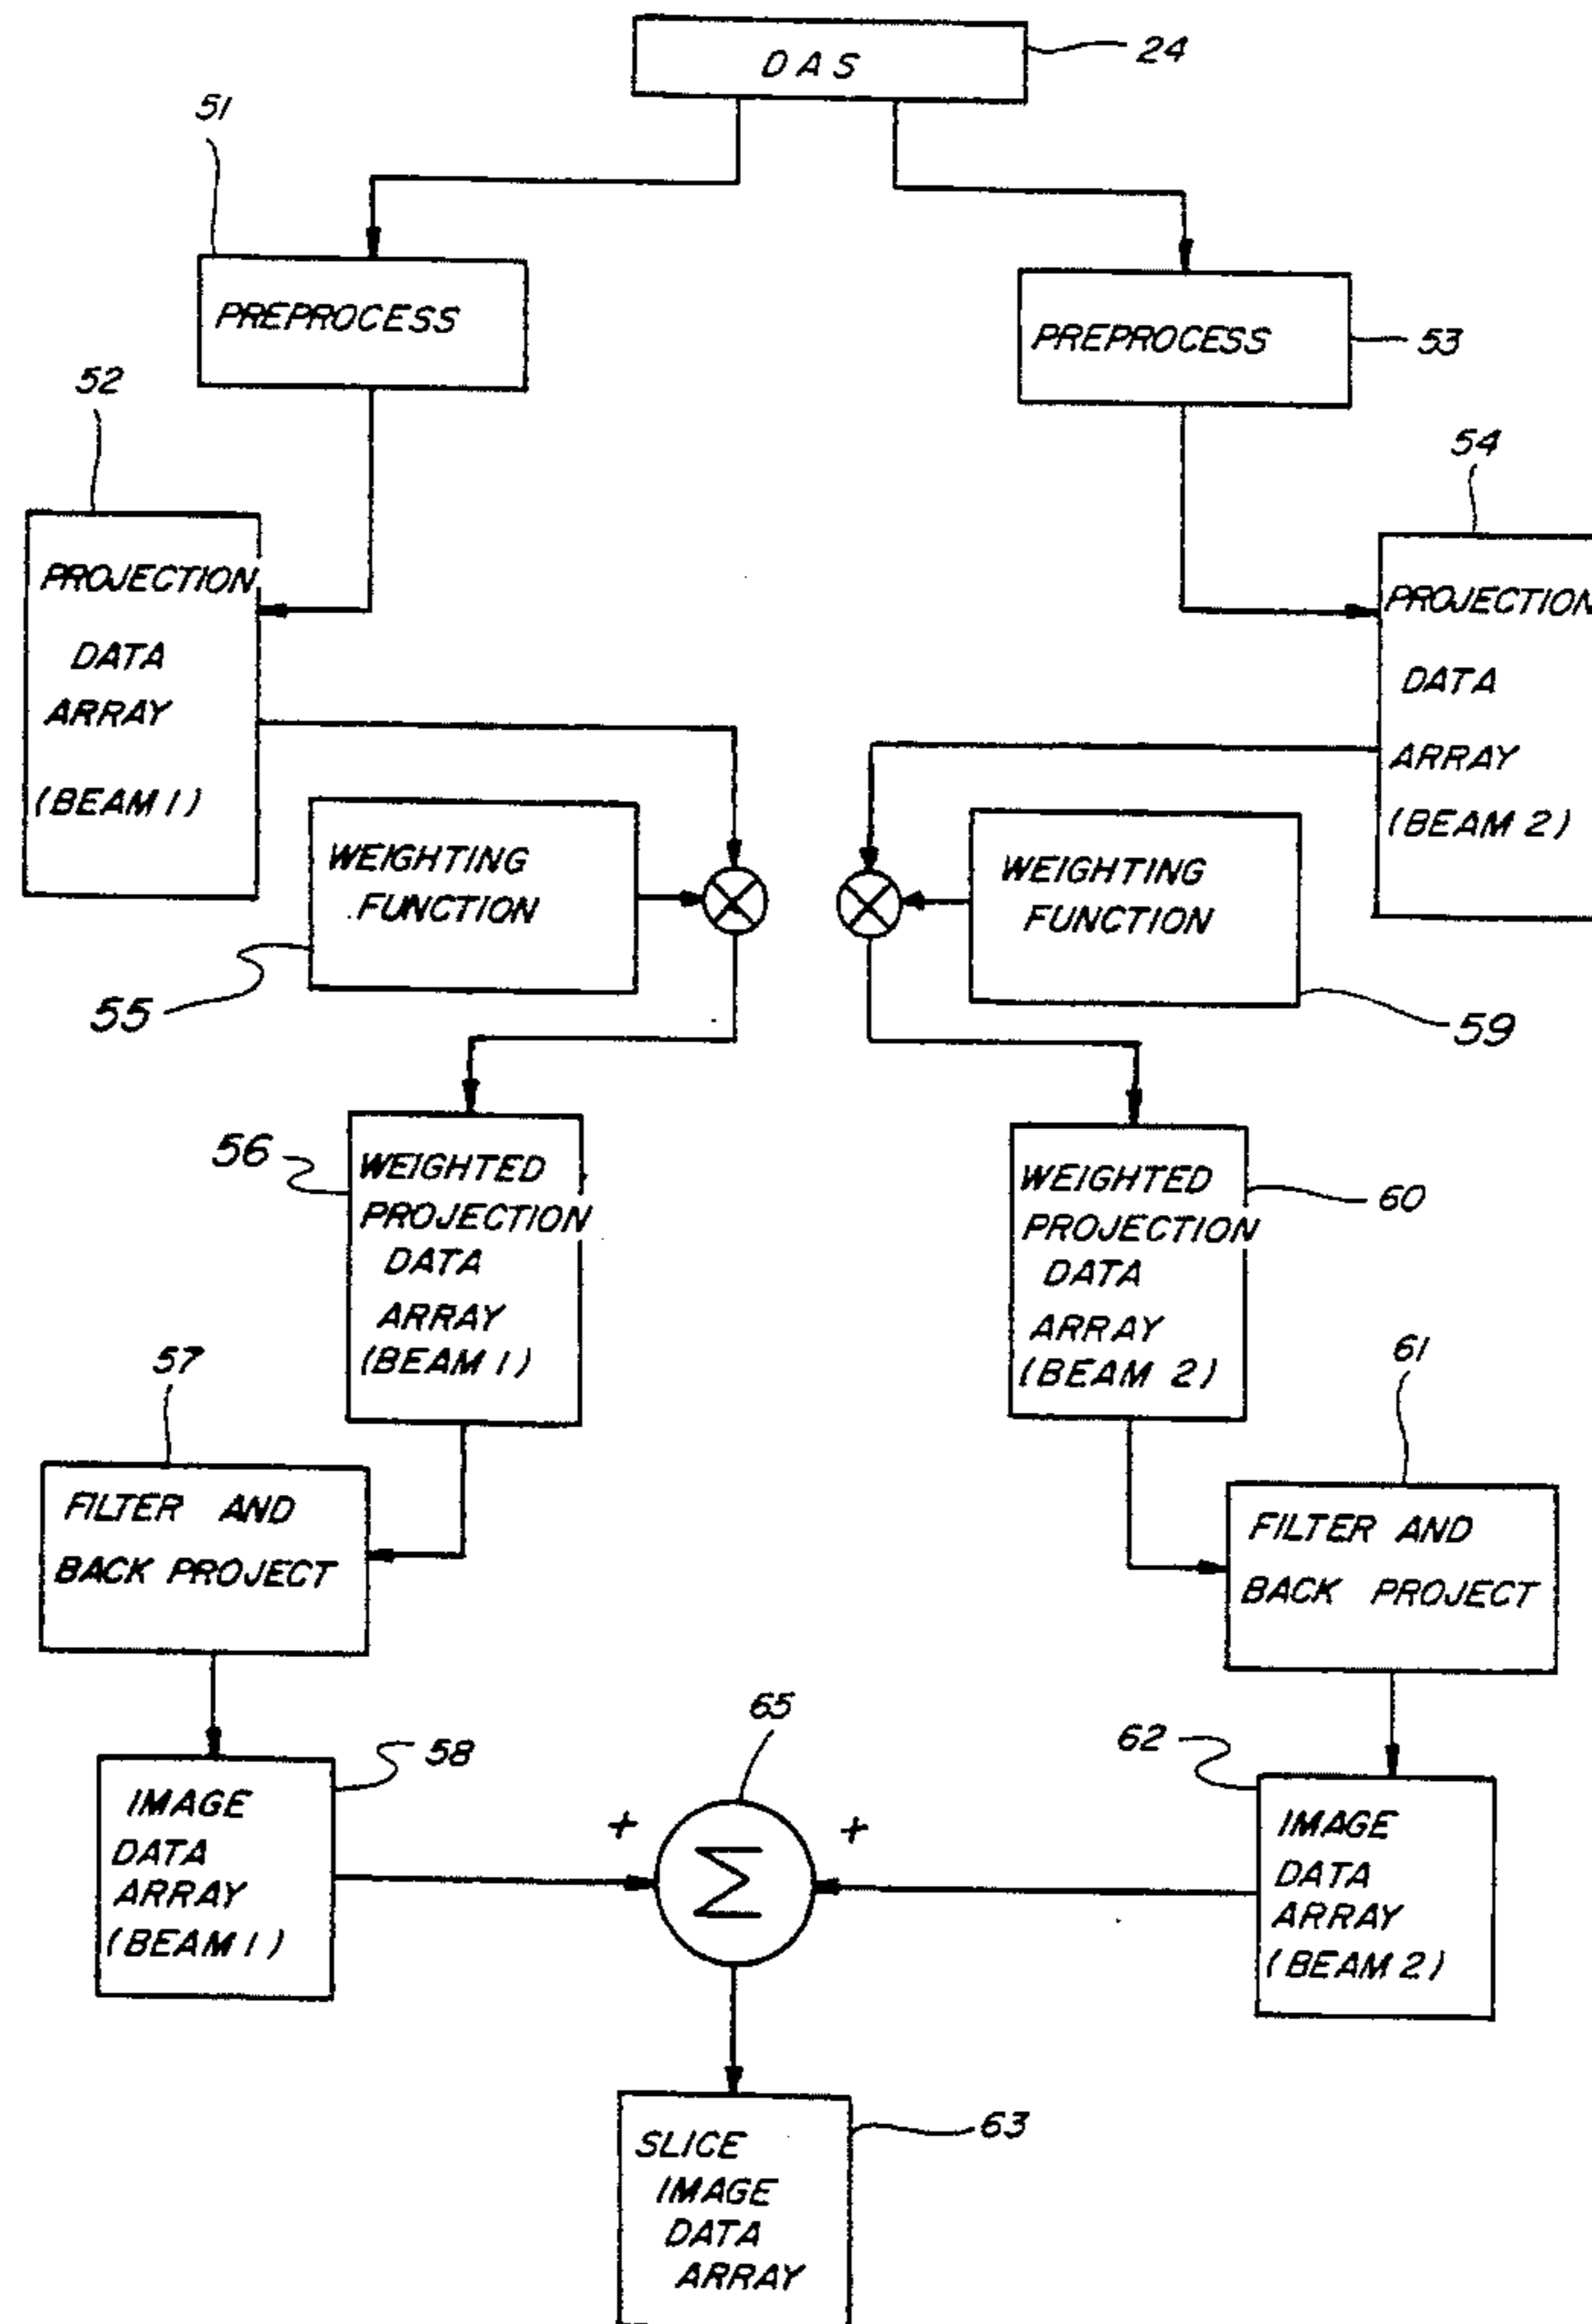 DAS
24
51
PREPROCESS
PREPROCESS
53
52
PROJECTION
DATA
ARRAY
(BEAM 1)
54
PROJECTION
DATA
ARRAY
(BEAM 2)
WEIGHTING
FUNCTION
55
WEIGHTING
FUNCTION
59
56
WEIGHTED
PROJECTION
DATA
ARRAY
(BEAM 1)
WEIGHTED
PROJECTION
DATA
ARRAY
(BEAM 2)
60
57
FILTER AND
BACK PROJECT
61
FILTER AND
BACK PROJECT
58
IMAGE
DATA
ARRAY
(BEAM 1)
65
+
Σ
+
62
IMAGE
DATA
ARRAY
(BEAM 2)
63
SLICE
IMAGE
DATA
ARRAY